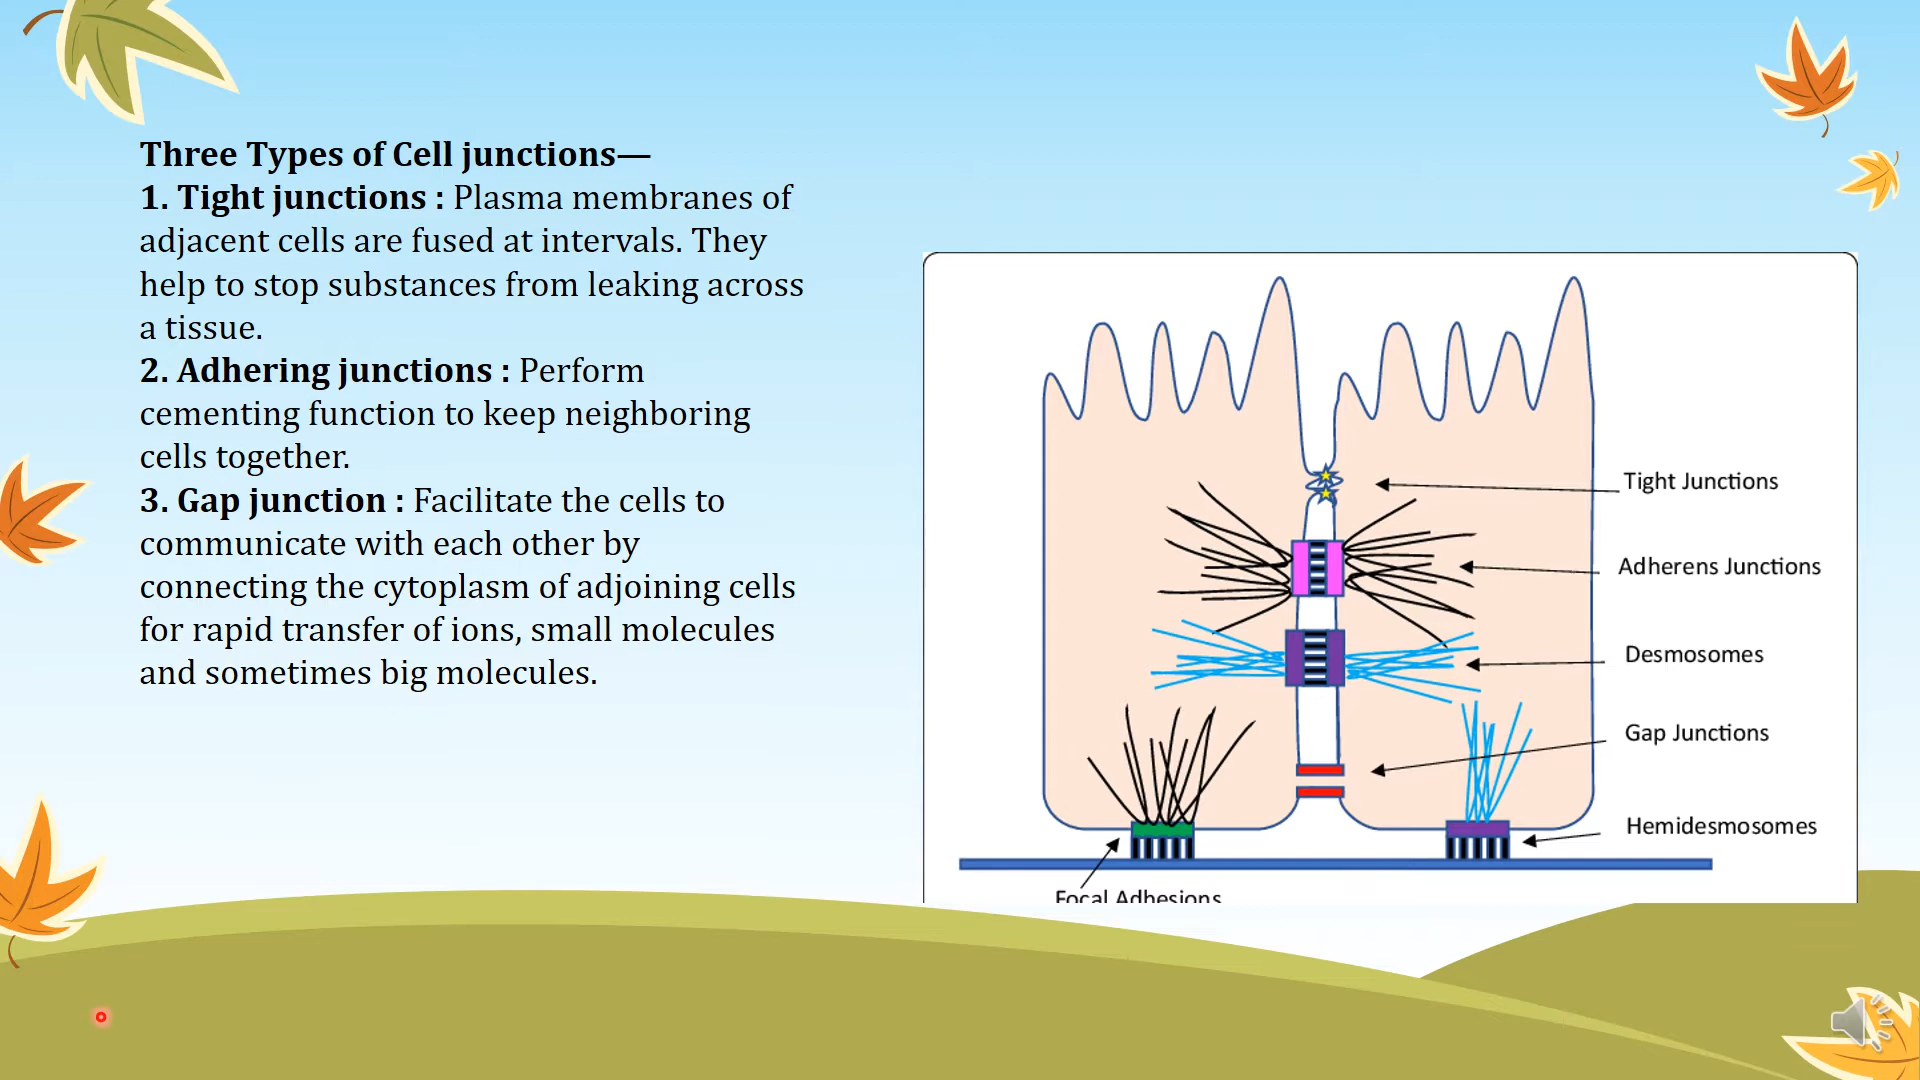 Three Types of Cell junctions—
1. Tight junctions : Plasma membranes of
adjacent cells are fused at intervals. They
help to stop substances from leaking across
a tissue.
2. Adhering junctions : Perform
cementing function to keep neighboring
cells together.
3. Gap junction : Facilitate the cells to
communicate with each other by
connecting the cytoplasm of adjoining cells
for rapid transfer of ions, small molecules
and sometimes big molecules.
Tight Junctions
Adherens Junctions
Desmosomes
Gap Junctions
Hemidesmosomes
Focal Adhesions